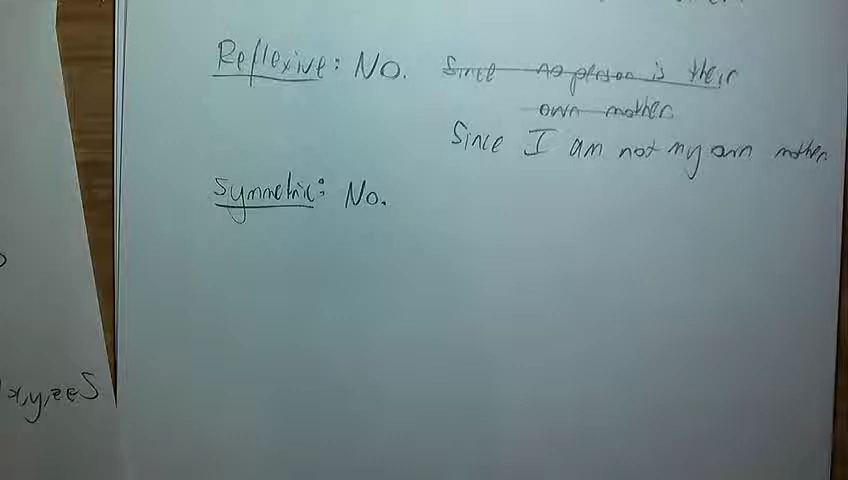 Reflexive: No. Since no person is their
own mother
Since I am not my own mother
Symmetric: No.
x,y,z∈S